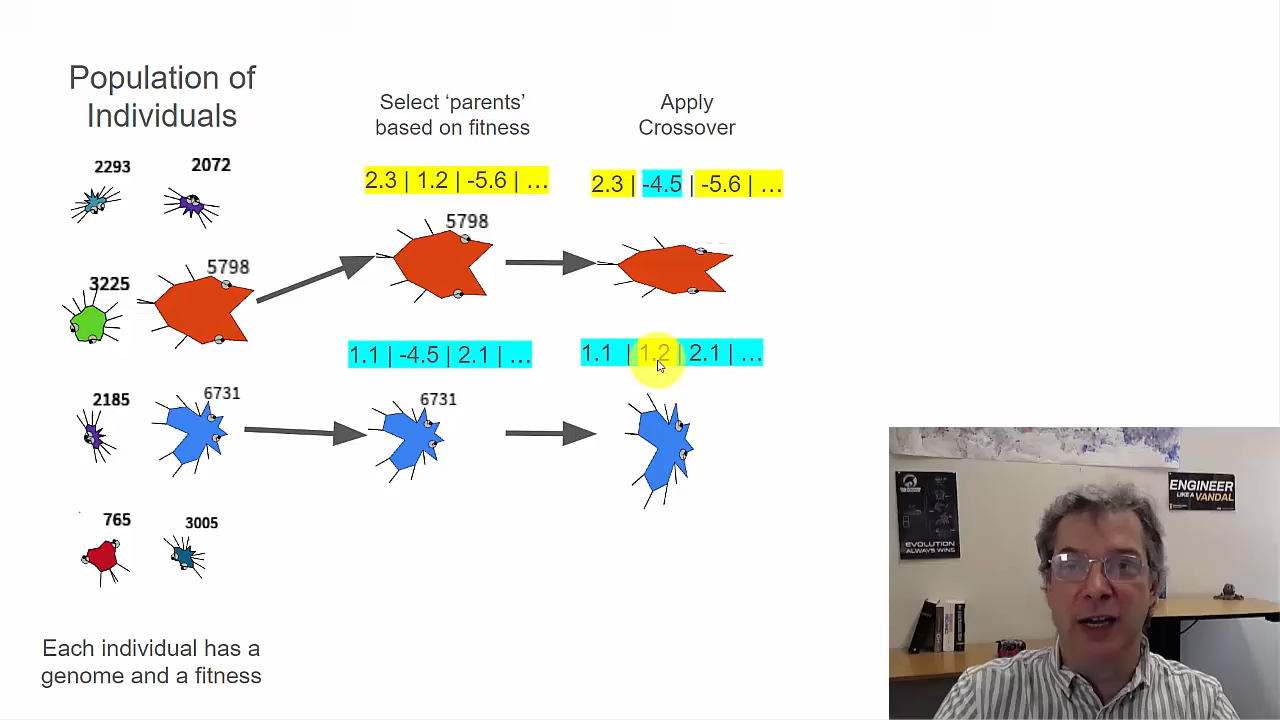 Population of
Individuals
Select ‘parents’
based on fitness
Apply
Crossover
2293
2072
2.3 | 1.2 | -5.6 | …
2.3 | -4.5 | -5.6 | …
5798
5798
3225
1.1 | -4.5 | 2.1 | …
1.1 | 1.2 | 2.1 | …
2185
6731
6731
765
3005
Each individual has a
genome and a fitness
EVOLUTION
ALWAYS WINS
ENGINEER
LIKE A VANDAL